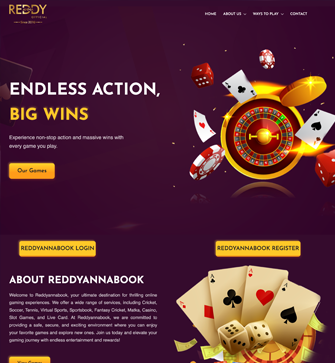 REDDY
HOME ABOUT US WAYS TO PLAY CONTACT
ENDLESS ACTION,
BIG WINS
Experience non-stop action and massive wins with
every game you play.
Our Games
REDDYANNABOOK LOGIN
REDDYANNABOOK REGISTER
ABOUT REDDYANNABOOK
Welcome to Reddyannabook, your ultimate destination for thrilling online
gaming experiences. We offer a wide range of services, including Cricket,
Soccer, Tennis, Virtual Sports, Sportsbook, Fantasy Cricket, Matka, Casino,
Slot Games, and Live Card. At Reddyannabook, we are committed to
providing a safe, secure, and exciting environment where you can enjoy
your favorite games and explore new ones. Join us today and elevate your
gaming journey with endless entertainment and rewards!